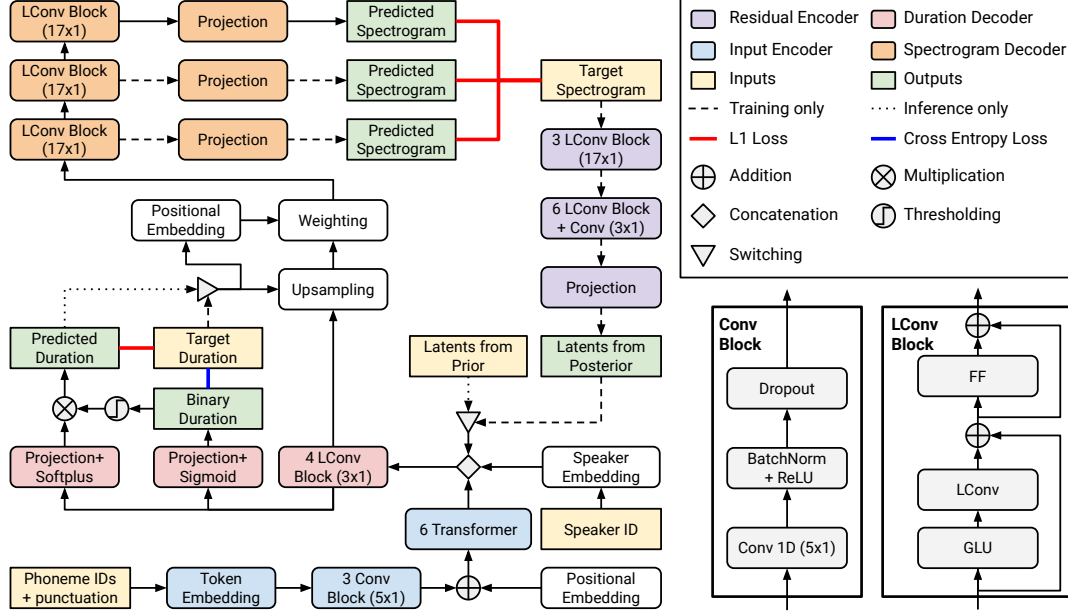 LConv Block
(17x1)
Projection
Predicted
Spectrogram
LConv Block
(17x1)
Projection
Predicted
Spectrogram
Target
Spectrogram
LConv Block
(17x1)
Projection
Predicted
Spectrogram
3 LConv Block
(17x1)
Positional
Embedding
Weighting
6 LConv Block
+ Conv (3x1)
Upsampling
Projection
Predicted
Duration
Target
Duration
Latents from
Prior
Latents from
Posterior
Binary
Duration
Projection+
Softplus
Projection+
Sigmoid
4 LConv
Block (3x1)
Speaker
Embedding
6 Transformer
Speaker ID
Phoneme IDs
+ punctuation
Token
Embedding
3 Conv
Block (5x1)
Positional
Embedding
Residual Encoder
Duration Decoder
Input Encoder
Spectrogram Decoder
Inputs
Outputs
Training only
Inference only
L1 Loss
Cross Entropy Loss
Addition
Multiplication
Concatenation
Thresholding
Switching
Conv
Block
Dropout
BatchNorm
+ ReLU
Conv 1D (5x1)
LConv
Block
FF
LConv
GLU